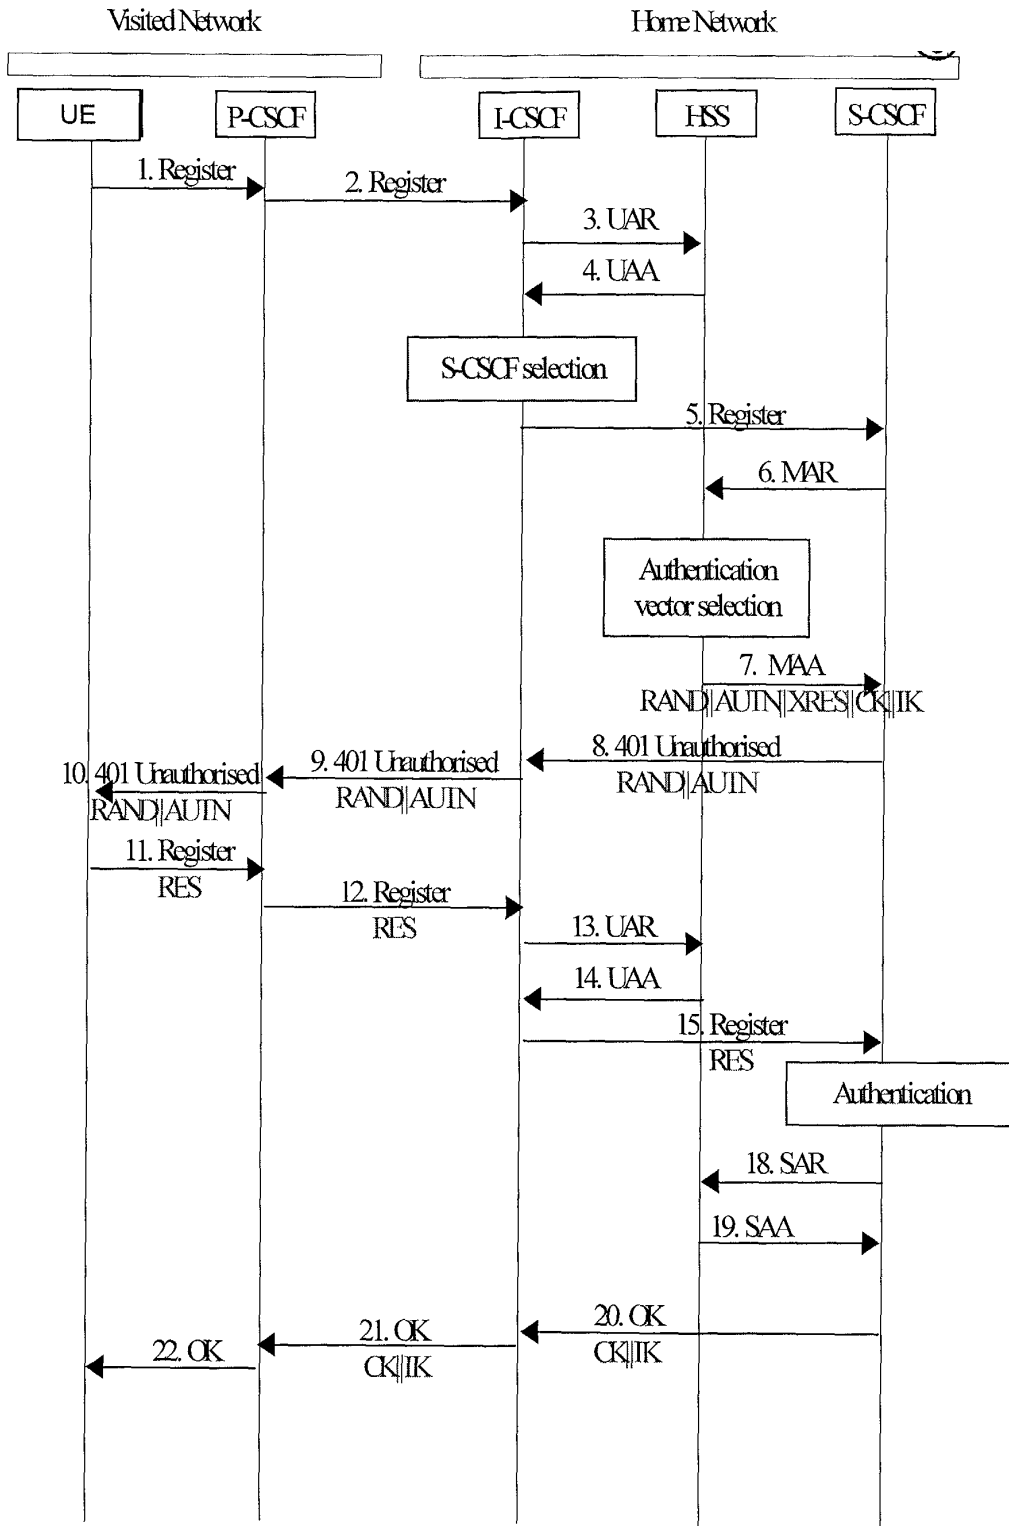 Visited Network
Home Network
UE
P-CSCF
I-CSCF
HSS
S-CSCF
1. Register
2. Register
3. UAR
4. UAA
S-CSCF selection
5. Register
6. MAR
Authentication
vector selection
7. MAA
RAND||AUTN||XRES||CK||IK
8. 401 Unauthorised
RAND||AUTN
9. 401 Unauthorised
RAND||AUTN
10. 401 Unauthorised
RAND||AUTN
11. Register
RES
12. Register
RES
13. UAR
14. UAA
15. Register
RES
Authentication
18. SAR
19. SAA
20. OK
CK||IK
21. OK
CK||IK
22. OK